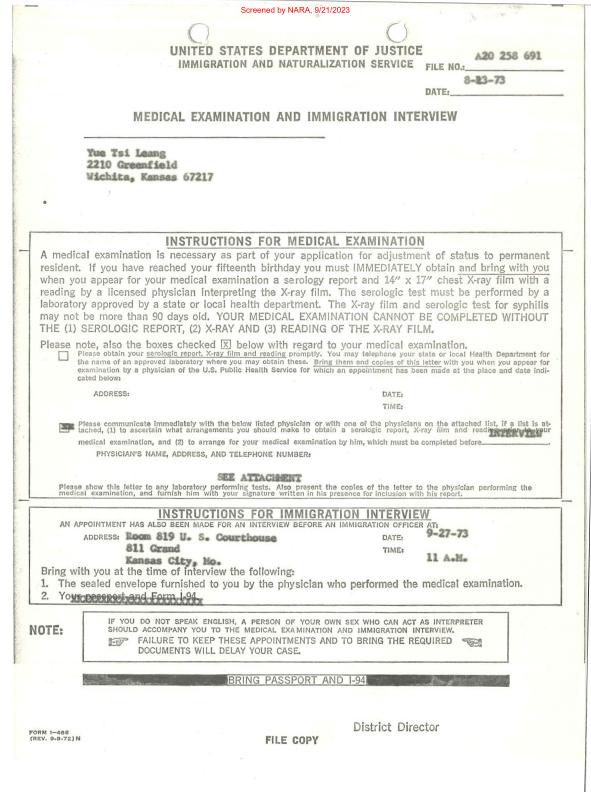 Screened by NARA, 9/21/2023
UNITED STATES DEPARTMENT OF JUSTICE
IMMIGRATION AND NATURALIZATION SERVICE
FILE NO.: A20 258 691
8-23-73
DATE:
MEDICAL EXAMINATION AND IMMIGRATION INTERVIEW
Yue Tsi Leang
2210 Greenfield
Wichita, Kansas 67217
INSTRUCTIONS FOR MEDICAL EXAMINATION
A medical examination is necessary as part of your application for adjustment of status to permanent
resident. If you have reached your fifteenth birthday you must IMMEDIATELY obtain and bring with you
when you appear for your medical examination a serology report and 14" x 17" chest X-ray film with a
reading by a licensed physician interpreting the X-ray film. The serologic test must be performed by a
laboratory approved by a state or local health department. The X-ray film and serologic test for syphilis
may not be more than 90 days old. YOUR MEDICAL EXAMINATION CANNOT BE COMPLETED WITHOUT
THE (1) SEROLOGIC REPORT, (2) X-RAY AND (3) READING OF THE X-RAY FILM.
Please note, also the boxes checked X below with regard to your medical examination.
Please obtain your serologic report, X-ray film and reading promptly. You may telephone your state or local Health Department for
the name of an approved laboratory where you may obtain these. Bring them and copies of this letter with you when you appear for
examination by a physician of the U.S. Public Health Service for which an appointment has been made at the place and date indi-
cated below:
ADDRESS: DATE:
TIME:
Please communicate immediately with the below listed physician or with one of the physicians on the attached list, if a list is at-
tached, (1) to ascertain what arrangements you should make to obtain a serologic report, X-ray film and reading prior to your
medical examination, and (2) to arrange for your medical examination by him, which must be completed before INTERVIEW
PHYSICIAN'S NAME, ADDRESS, AND TELEPHONE NUMBER:
SEE ATTACHMENT
Please show this letter to any laboratory performing tests. Also present the copies of the letter to the physician performing the
medical examination, and furnish him with your signature written in his presence for inclusion with his report.
INSTRUCTIONS FOR IMMIGRATION INTERVIEW
AN APPOINTMENT HAS ALSO BEEN MADE FOR AN INTERVIEW BEFORE AN IMMIGRATION OFFICER AT:
ADDRESS: Room 819 U. S. Courthouse DATE: 9-27-73
811 Grand TIME:
Kansas City, Mo. 11 A.M.
Bring with you at the time of interview the following:
1. The sealed envelope furnished to you by the physician who performed the medical examination.
2. Your passport and Form I-94
NOTE:
IF YOU DO NOT SPEAK ENGLISH, A PERSON OF YOUR OWN SEX WHO CAN ACT AS INTERPRETER
SHOULD ACCOMPANY YOU TO THE MEDICAL EXAMINATION AND IMMIGRATION INTERVIEW.
FAILURE TO KEEP THESE APPOINTMENTS AND TO BRING THE REQUIRED
DOCUMENTS WILL DELAY YOUR CASE.
BRING PASSPORT AND I-94
District Director
FORM I-486
(REV. 9-9-72) N
FILE COPY